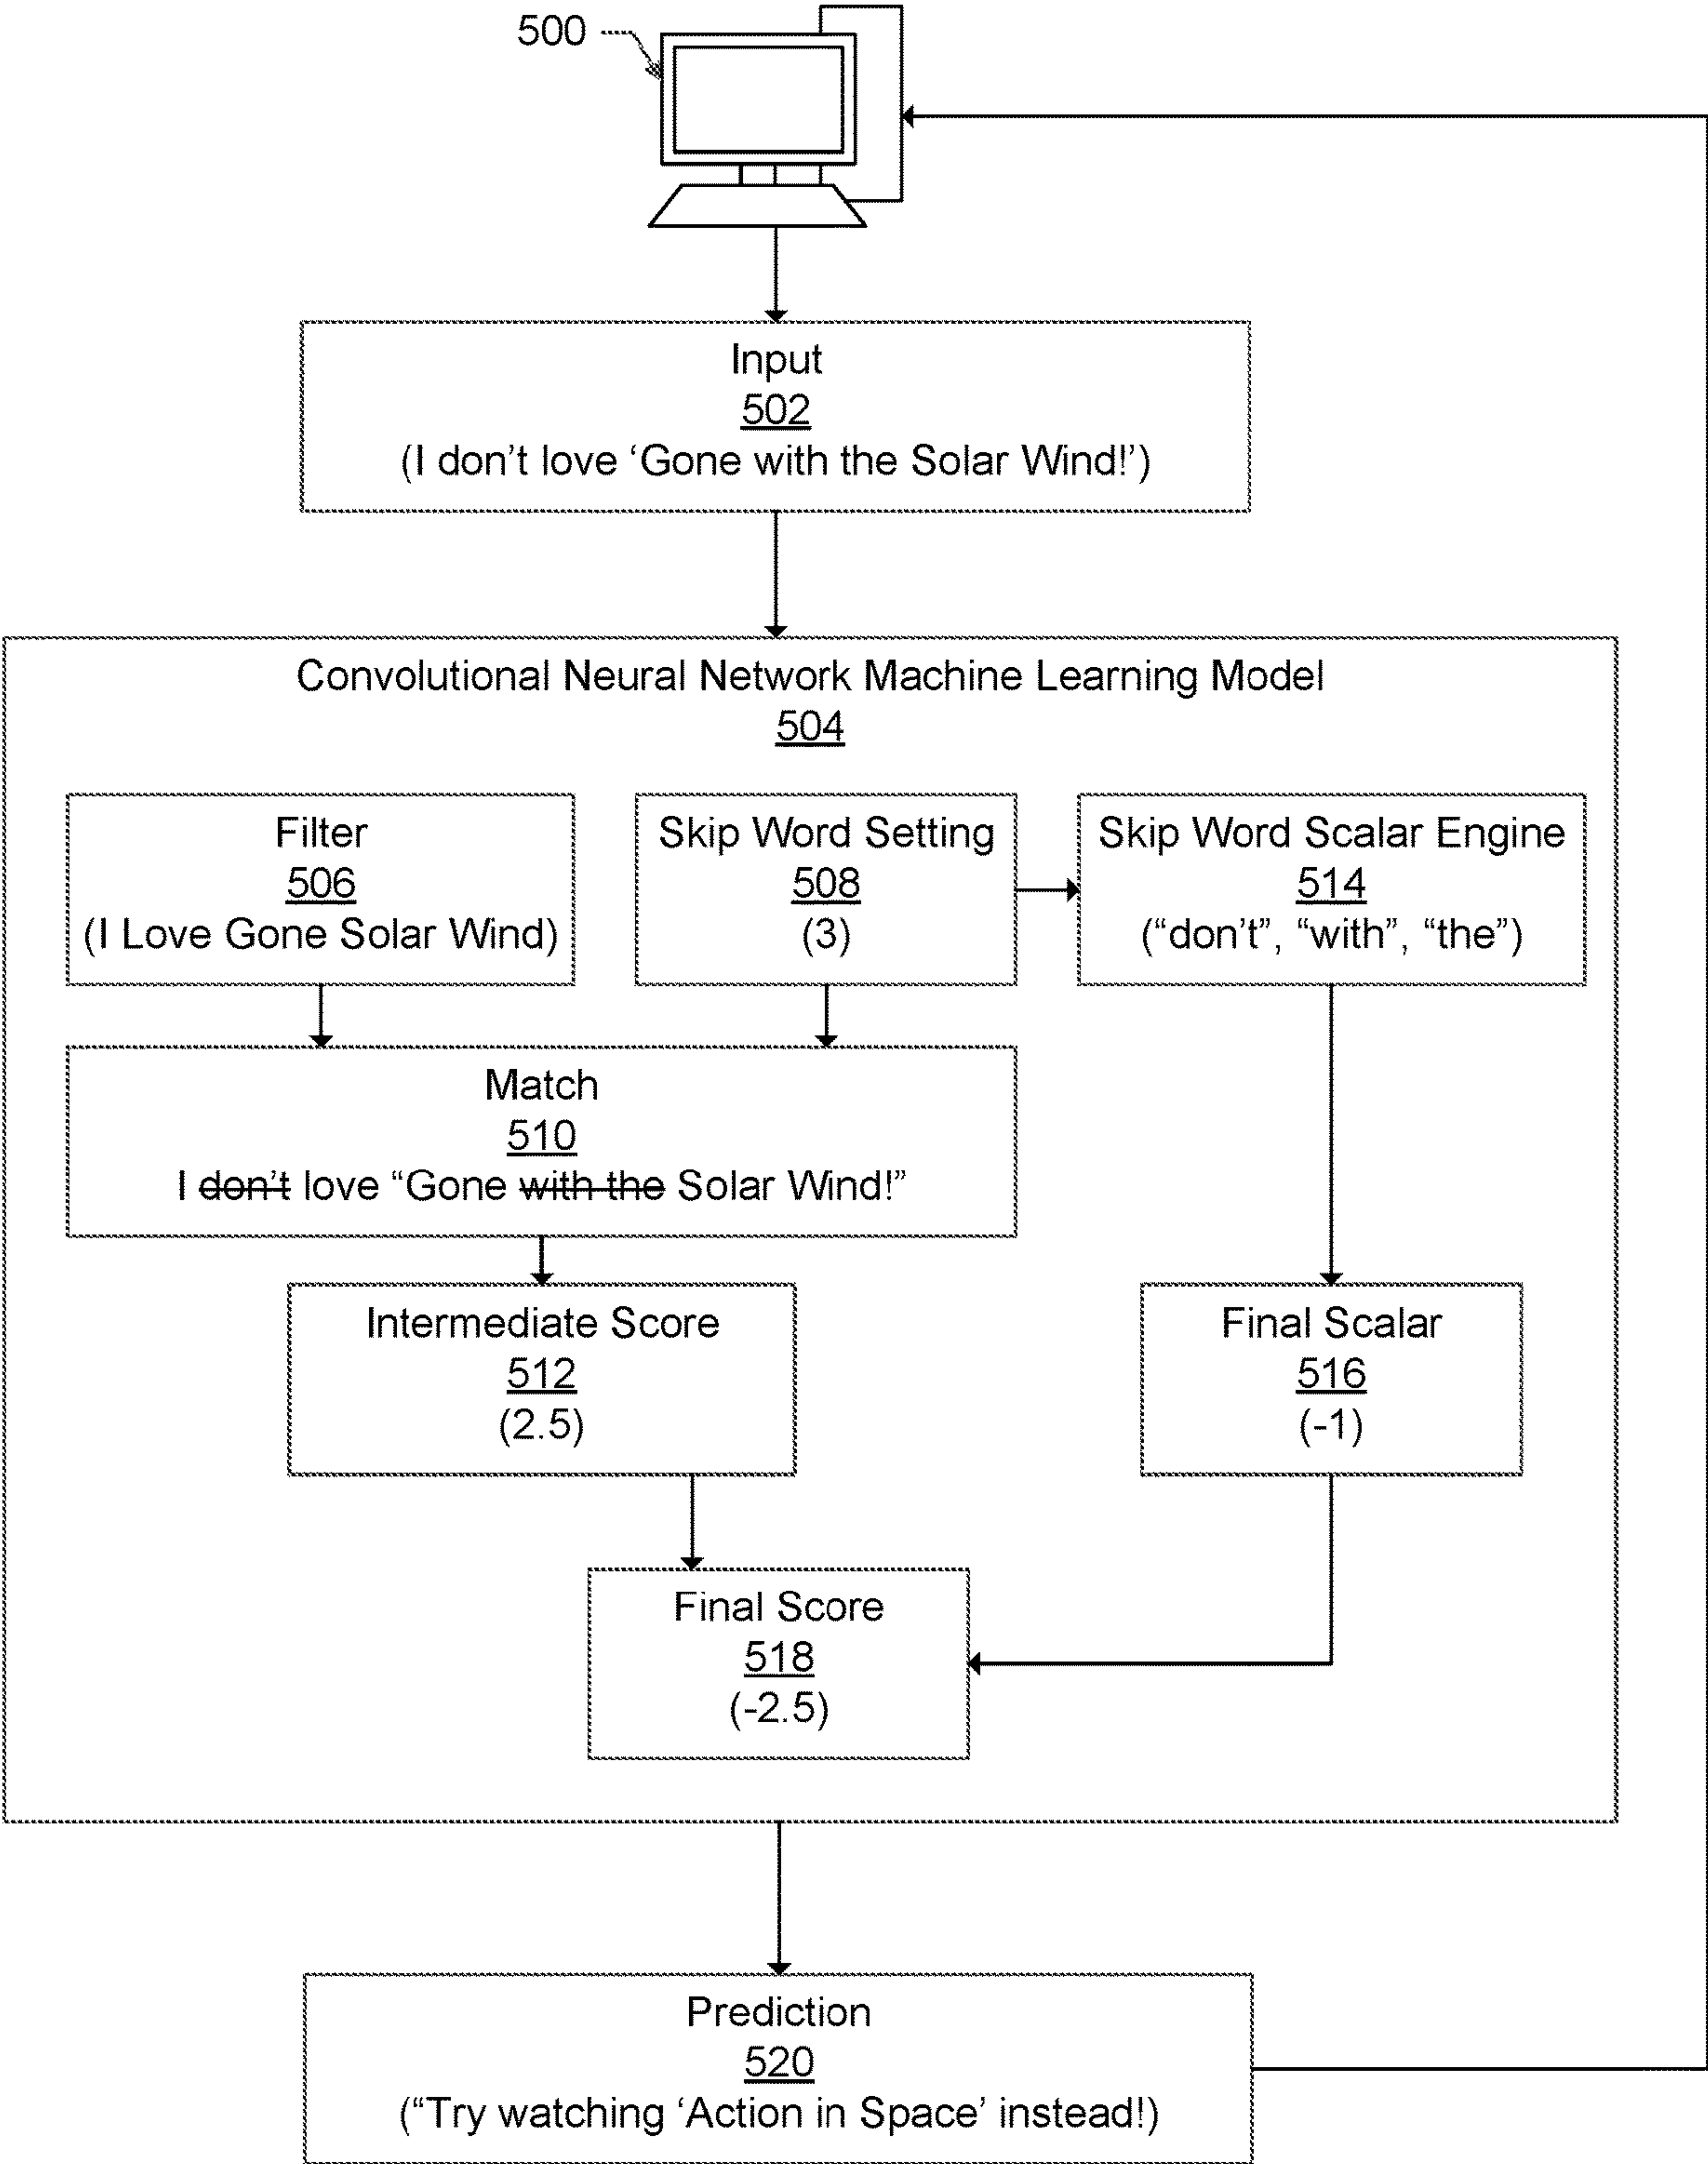 500
Input
502
(I don't love ‘Gone with the Solar Wind!’)
Convolutional Neural Network Machine Learning Model
504
Filter
506
(I Love Gone Solar Wind)
Skip Word Setting
508
(3)
Skip Word Scalar Engine
514
(“don't”, “with”, “the”)
Match
510
I don't love “Gone with the Solar Wind!”
Intermediate Score
512
(2.5)
Final Scalar
516
(-1)
Final Score
518
(-2.5)
Prediction
520
(“Try watching ‘Action in Space’ instead!)